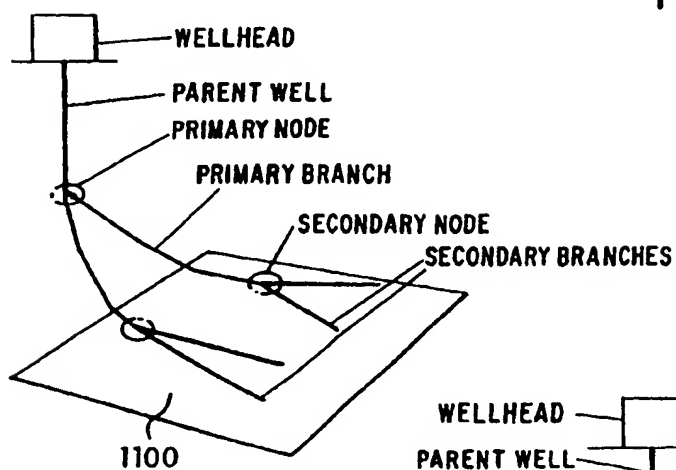 WELLHEAD
PARENT WELL
PRIMARY NODE
PRIMARY BRANCH
SECONDARY NODE
SECONDARY BRANCHES
1100
WELLHEAD
PARENT WELL